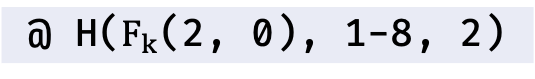 @ H(Fₖ(2, 0), 1-8, 2)